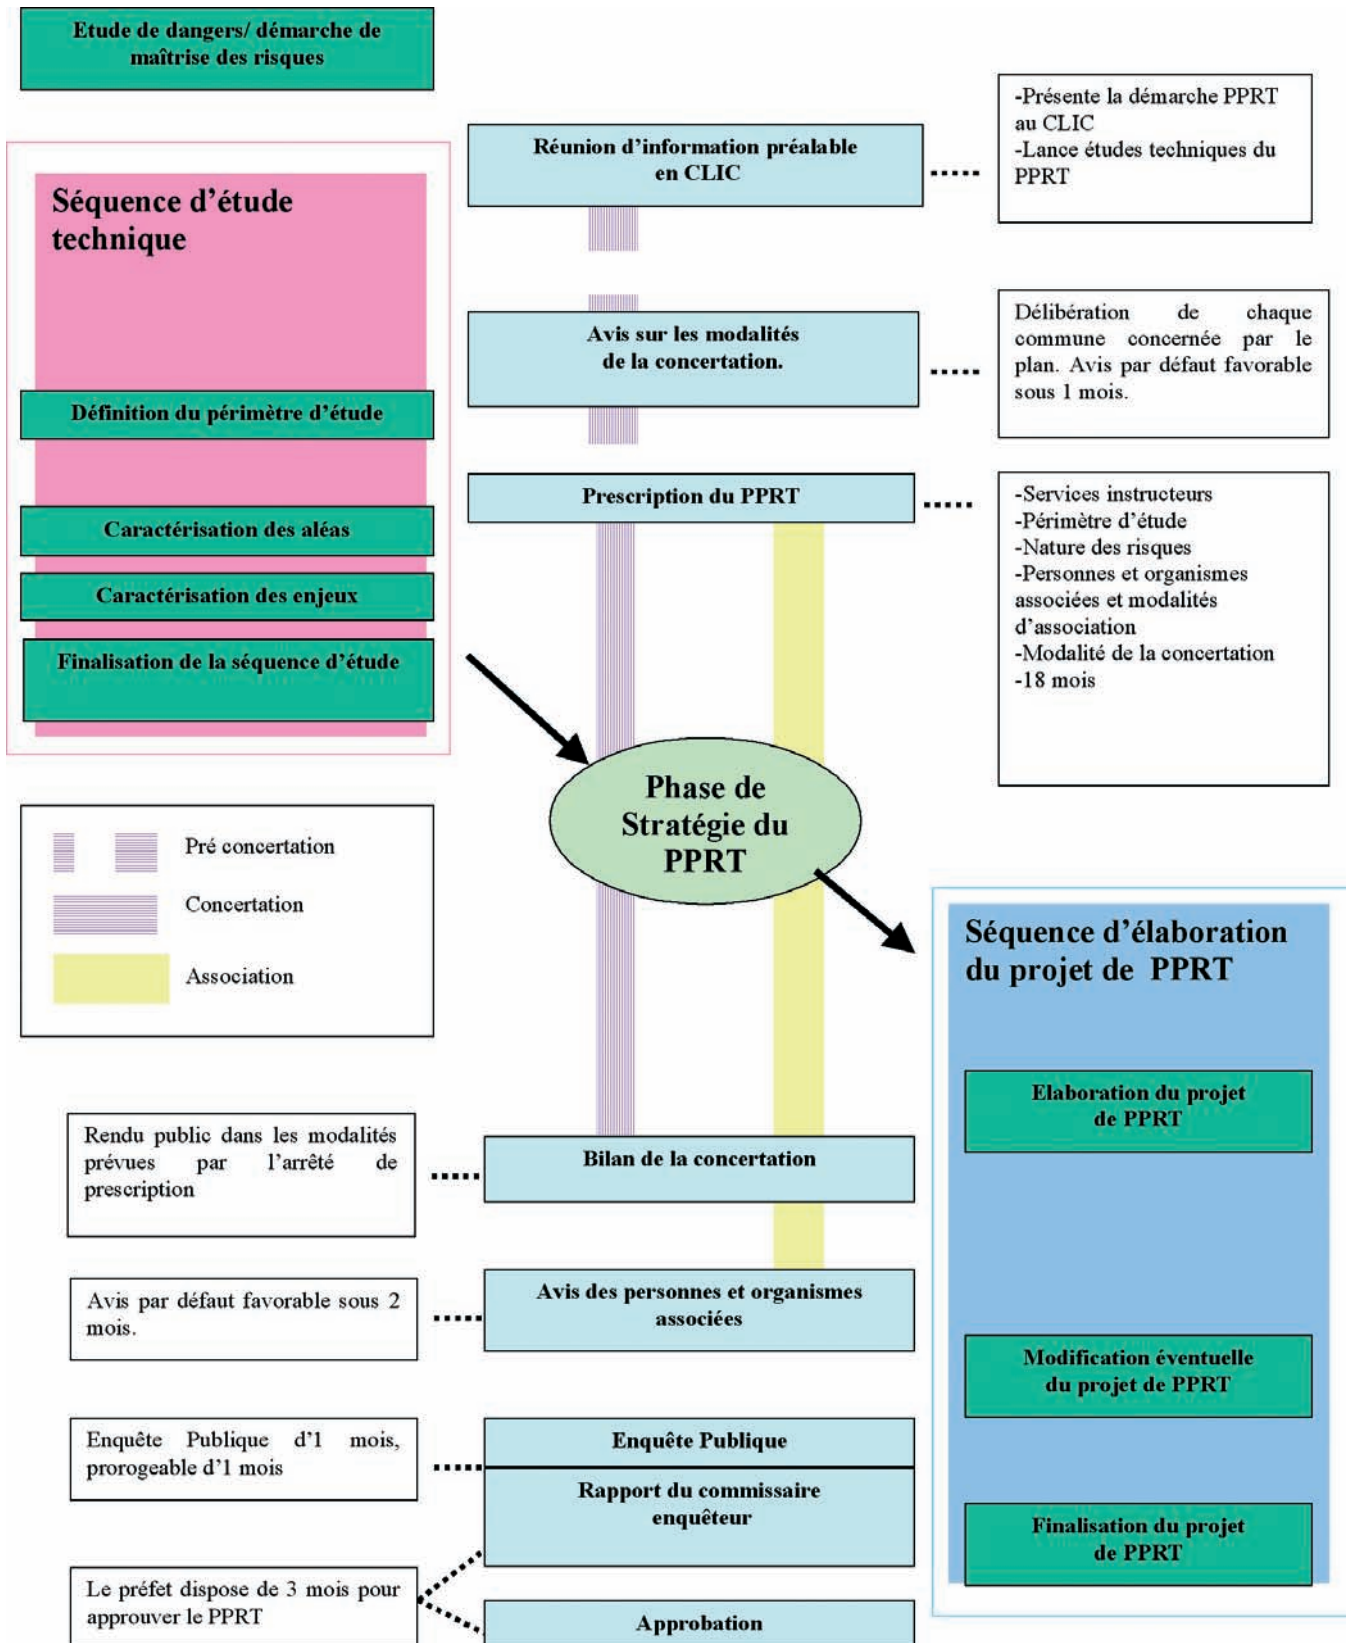 Etude de dangers/ démarche de
maîtrise des risques
Réunion d'information préalable
en CLIC
-Présente la démarche PPRT
au CLIC
-Lance études techniques du
PPRT
Séquence d'étude
technique
Avis sur les modalités
de la concertation.
Délibération de chaque
commune concernée par le
plan. Avis par défaut favorable
sous 1 mois.
Définition du périmètre d'étude
Prescription du PPRT
-Services instructeurs
-Périmètre d'étude
-Nature des risques
-Personnes et organismes
associées et modalités
d'association
-Modalité de la concertation
-18 mois
Caractérisation des aléas
Caractérisation des enjeux
Finalisation de la séquence d'étude
Phase de
Stratégie du
PPRT
Pré concertation
Concertation
Association
Séquence d'élaboration
du projet de PPRT
Elaboration du projet
de PPRT
Rendu public dans les modalités
prévues par l'arrêté de
prescription
Bilan de la concertation
Avis par défaut favorable sous 2
mois.
Avis des personnes et organismes
associées
Modification éventuelle
du projet de PPRT
Enquête Publique d'1 mois,
prorogeable d'1 mois
Enquête Publique
Rapport du commissaire
enquêteur
Finalisation du projet
de PPRT
Le préfet dispose de 3 mois pour
approuver le PPRT
Approbation